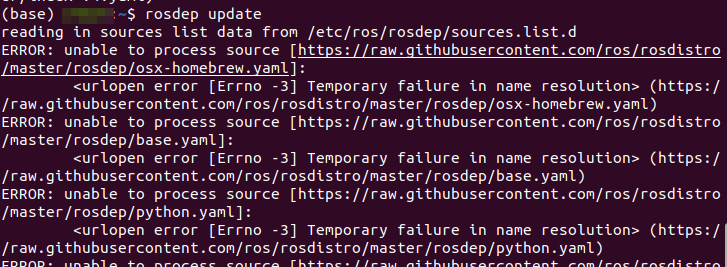 (base) :~$ rosdep update
reading in sources list data from /etc/ros/rosdep/sources.list.d
ERROR: unable to process source [https://raw.githubusercontent.com/ros/rosdistro
/master/rosdep/osx-homebrew.yaml]:
        <urlopen error [Errno -3] Temporary failure in name resolution> (https:/
/raw.githubusercontent.com/ros/rosdistro/master/rosdep/osx-homebrew.yaml)
ERROR: unable to process source [https://raw.githubusercontent.com/ros/rosdistro
/master/rosdep/base.yaml]:
        <urlopen error [Errno -3] Temporary failure in name resolution> (https:/
/raw.githubusercontent.com/ros/rosdistro/master/rosdep/base.yaml)
ERROR: unable to process source [https://raw.githubusercontent.com/ros/rosdistro
/master/rosdep/python.yaml]:
        <urlopen error [Errno -3] Temporary failure in name resolution> (https:/
/raw.githubusercontent.com/ros/rosdistro/master/rosdep/python.yaml)
ERROR: unable to process source [https://raw.githubusercontent.com/ros/rosdistro